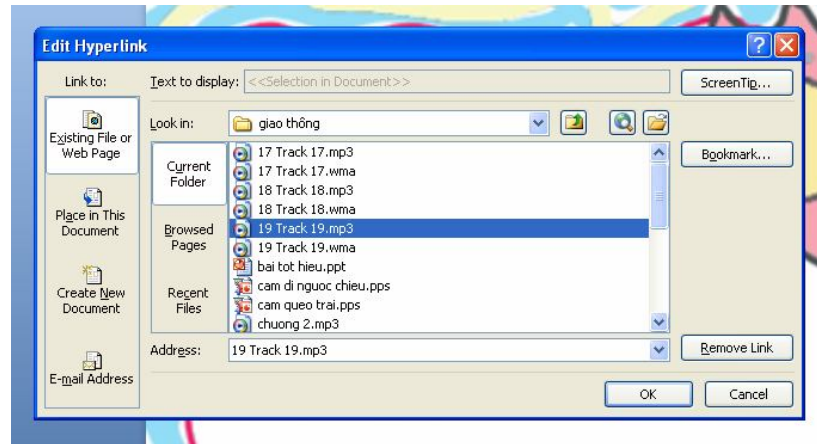 Edit Hyperlink
Link to:
Text to display: <<Selection in Document>>
ScreenTip...
Existing File or
Web Page
Look in: giao thông
Current
Folder
17 Track 17.mp3
17 Track 17.wma
18 Track 18.mp3
18 Track 18.wma
19 Track 19.mp3
19 Track 19.wma
bai tot hieu.ppt
cam di nguoc chieu.pps
cam queo trai.pps
chuong 2.mp3
Bookmark...
Place in This
Document
Browsed
Pages
Create New
Document
Recent
Files
Address: 19 Track 19.mp3
Remove Link
E-mail Address
OK
Cancel